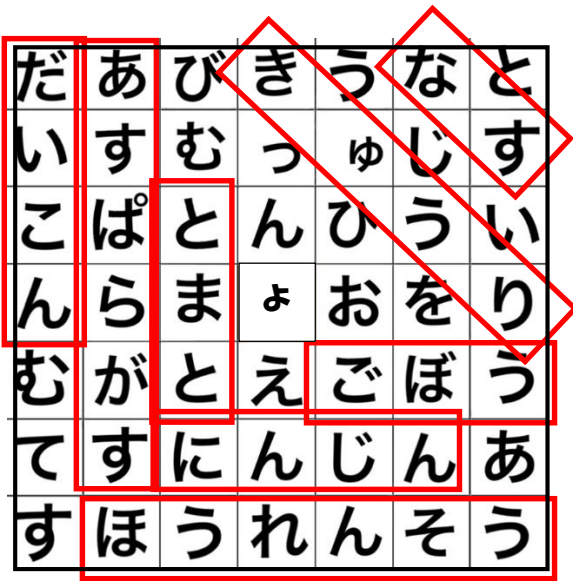 だあびきうなと
いすむっゅじす
こぱとんひうい
んらまょおをり
むがとえごぼう
てすにんじんあ
すほうれんそう